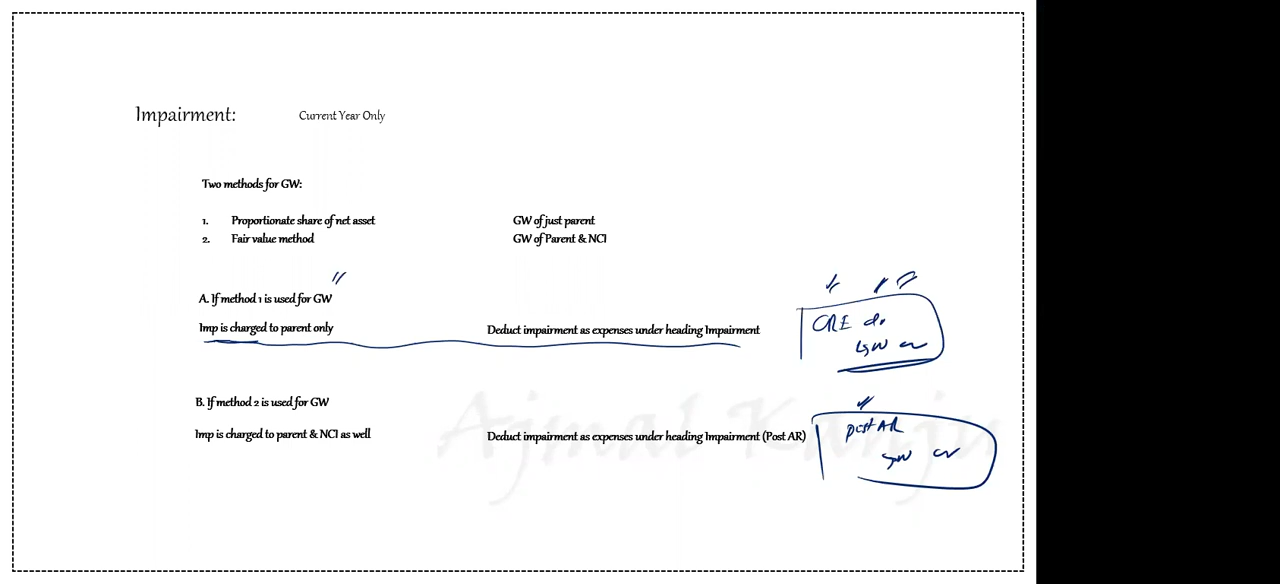 Impairment: Current Year Only
Two methods for GW:
1. Proportionate share of net asset GW of just parent
2. Fair value method GW of Parent & NCI
A. If method 1 is used for GW
Imp is charged to parent only Deduct impairment as expenses under heading Impairment
CRE dr
GW cr
B. If method 2 is used for GW
Imp is charged to parent & NCI as well Deduct impairment as expenses under heading Impairment (Post AR)
post AR
GW cr
Ajmal Kanju